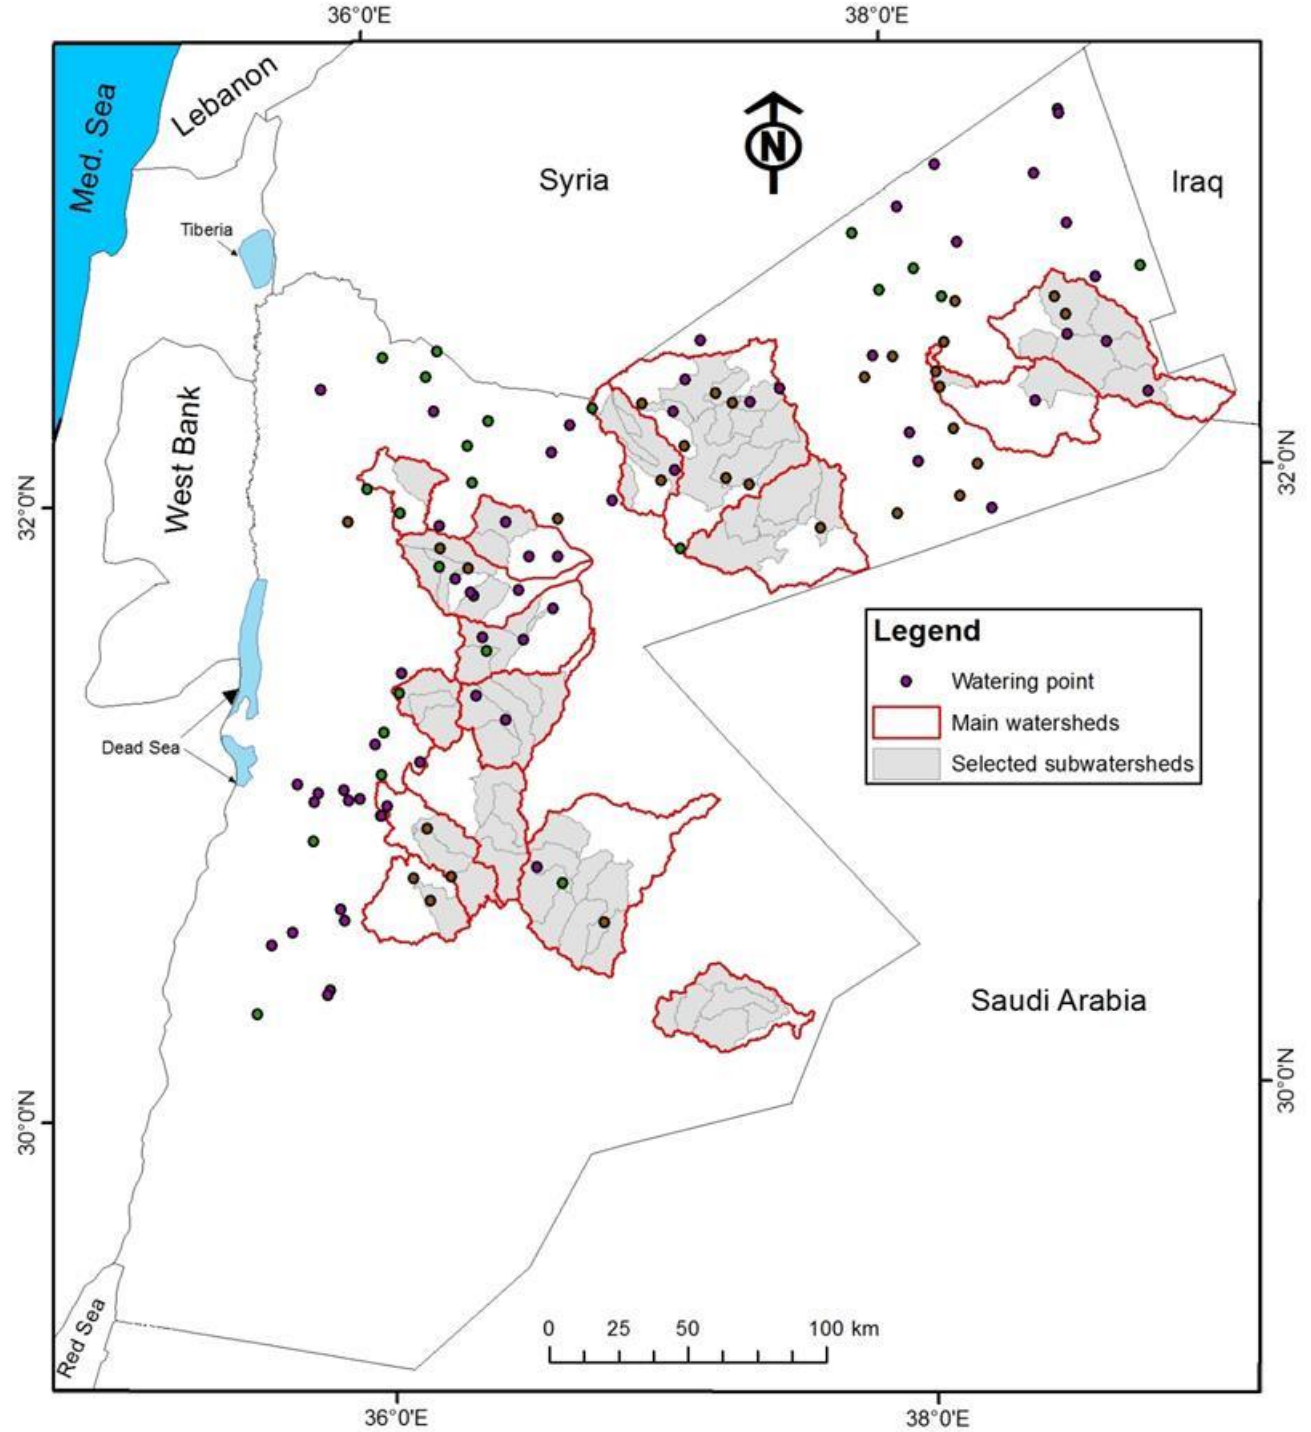 36°0'E
38°0'E
Lebanon
Med. Sea
N
Syria
Iraq
Tiberia
West Bank
32°0'N
32°0'N
Legend
Watering point
Main watersheds
Selected subwatersheds
Dead Sea
Saudi Arabia
30°0'N
30°0'N
Red Sea
0 25 50 100 km
36°0'E
38°0'E